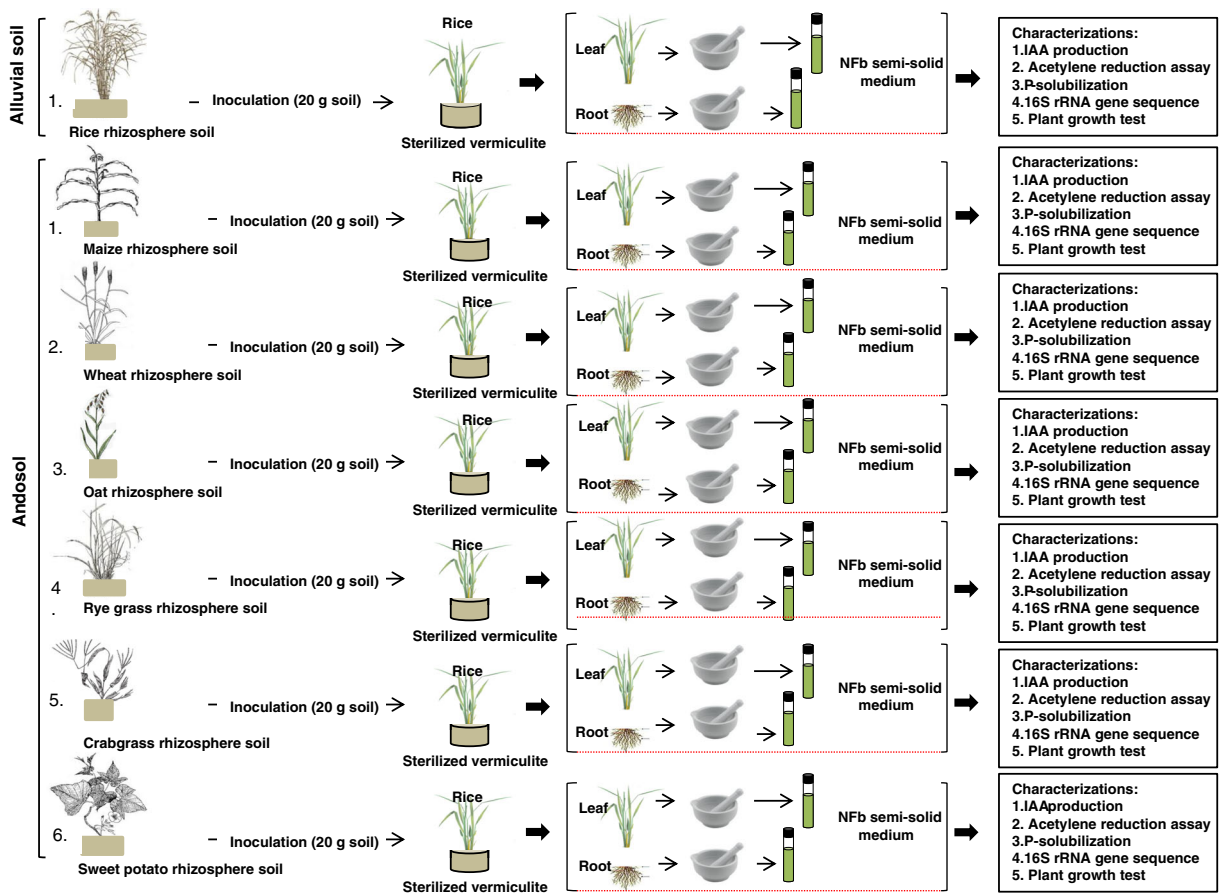 Alluvial soil
1.
Rice rhizosphere soil
Inoculation (20 g soil)
Rice
Sterilized vermiculite
Leaf
Root
NFb semi-solid
medium
Characterizations:
1.IAA production
2. Acetylene reduction assay
3.P-solubilization
4.16S rRNA gene sequence
5. Plant growth test
Andosol
1.
Maize rhizosphere soil
Inoculation (20 g soil)
Rice
Sterilized vermiculite
Leaf
Root
NFb semi-solid
medium
Characterizations:
1.IAA production
2. Acetylene reduction assay
3.P-solubilization
4.16S rRNA gene sequence
5. Plant growth test
2.
Wheat rhizosphere soil
Inoculation (20 g soil)
Rice
Sterilized vermiculite
Leaf
Root
NFb semi-solid
medium
Characterizations:
1.IAA production
2. Acetylene reduction assay
3.P-solubilization
4.16S rRNA gene sequence
5. Plant growth test
3.
Oat rhizosphere soil
Inoculation (20 g soil)
Rice
Sterilized vermiculite
Leaf
Root
NFb semi-solid
medium
Characterizations:
1.IAA production
2. Acetylene reduction assay
3.P-solubilization
4.16S rRNA gene sequence
5. Plant growth test
4
.
Rye grass rhizosphere soil
Inoculation (20 g soil)
Rice
Sterilized vermiculite
Leaf
Root
NFb semi-solid
medium
Characterizations:
1.IAA production
2. Acetylene reduction assay
3.P-solubilization
4.16S rRNA gene sequence
5. Plant growth test
5.
Crabgrass rhizosphere soil
Inoculation (20 g soil)
Rice
Sterilized vermiculite
Leaf
Root
NFb semi-solid
medium
Characterizations:
1.IAA production
2. Acetylene reduction assay
3.P-solubilization
4.16S rRNA gene sequence
5. Plant growth test
6.
Sweet potato rhizosphere soil
Inoculation (20 g soil)
Rice
Sterilized vermiculite
Leaf
Root
NFb semi-solid
medium
Characterizations:
1.IAAproduction
2. Acetylene reduction assay
3.P-solubilization
4.16S rRNA gene sequence
5. Plant growth test